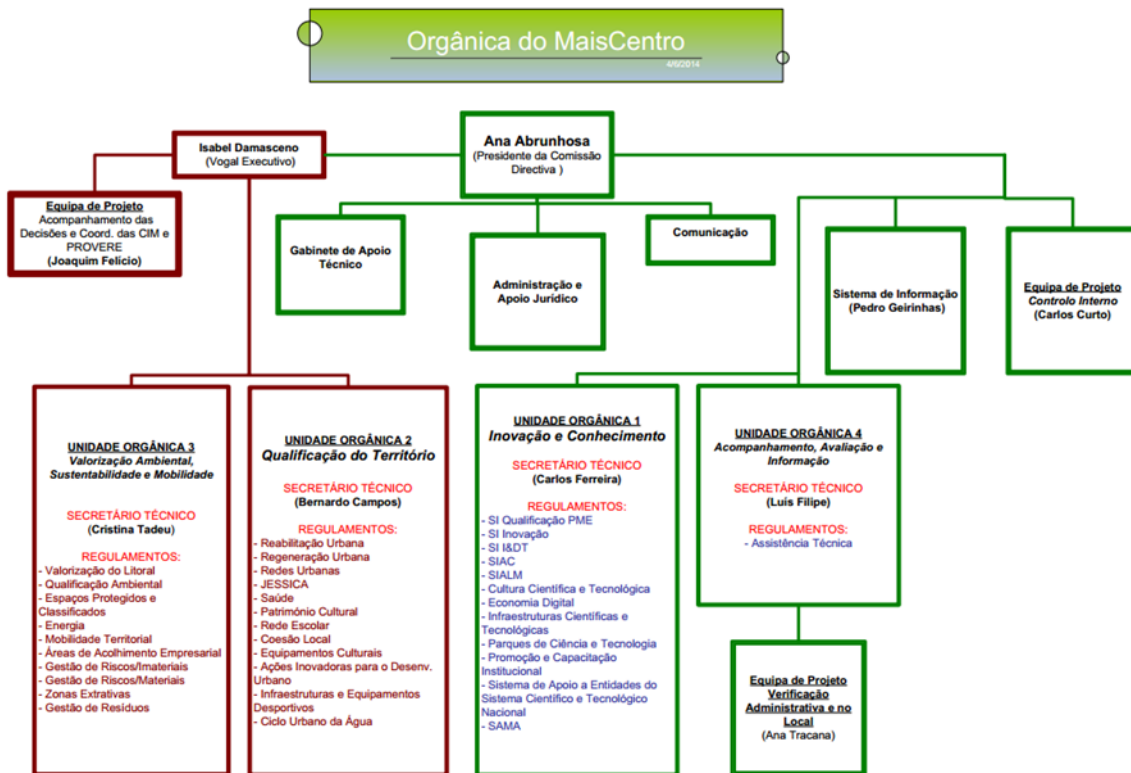 Orgânica do MaisCentro
4/6/2014
Isabel Damasceno
(Vogal Executivo)
Ana Abrunhosa
(Presidente da Comissão
Directiva )
Equipa de Projeto
Acompanhamento das
Decisões e Coord. das CIM e
PROVERE
(Joaquim Felício)
Gabinete de Apoio
Técnico
Administração e
Apoio Jurídico
Comunicação
Sistema de Informação
(Pedro Geirinhas)
Equipa de Projeto
Controlo Interno
(Carlos Curto)
UNIDADE ORGÂNICA 3
Valorização Ambiental,
Sustentabilidade e Mobilidade
SECRETÁRIO TÉCNICO
(Cristina Tadeu)
REGULAMENTOS:
- Valorização do Litoral
- Qualificação Ambiental
- Espaços Protegidos e
Classificados
- Energia
- Mobilidade Territorial
- Áreas de Acolhimento Empresarial
- Gestão de Riscos/Imateriais
- Gestão de Riscos/Materiais
- Zonas Extrativas
- Gestão de Resíduos
UNIDADE ORGÂNICA 2
Qualificação do Território
SECRETÁRIO TÉCNICO
(Bernardo Campos)
REGULAMENTOS:
- Reabilitação Urbana
- Regeneração Urbana
- Redes Urbanas
- JESSICA
- Saúde
- Património Cultural
- Rede Escolar
- Coesão Local
- Equipamentos Culturais
- Ações Inovadoras para o Desenv.
Urbano
- Infraestruturas e Equipamentos
Desportivos
- Ciclo Urbano da Água
UNIDADE ORGÂNICA 1
Inovação e Conhecimento
SECRETÁRIO TÉCNICO
(Carlos Ferreira)
REGULAMENTOS:
- SI Qualificação PME
- SI Inovação
- SI I&DT
- SIAC
- SIALM
- Cultura Científica e Tecnológica
- Economia Digital
- Infraestruturas Científicas e
Tecnológicas
- Parques de Ciência e Tecnologia
- Promoção e Capacitação
Institucional
- Sistema de Apoio a Entidades do
Sistema Científico e Tecnológico
Nacional
- SAMA
UNIDADE ORGÂNICA 4
Acompanhamento, Avaliação e
Informação
SECRETÁRIO TÉCNICO
(Luís Filipe)
REGULAMENTOS:
- Assistência Técnica
Equipa de Projeto
Verificação
Administrativa e no
Local
(Ana Tracana)